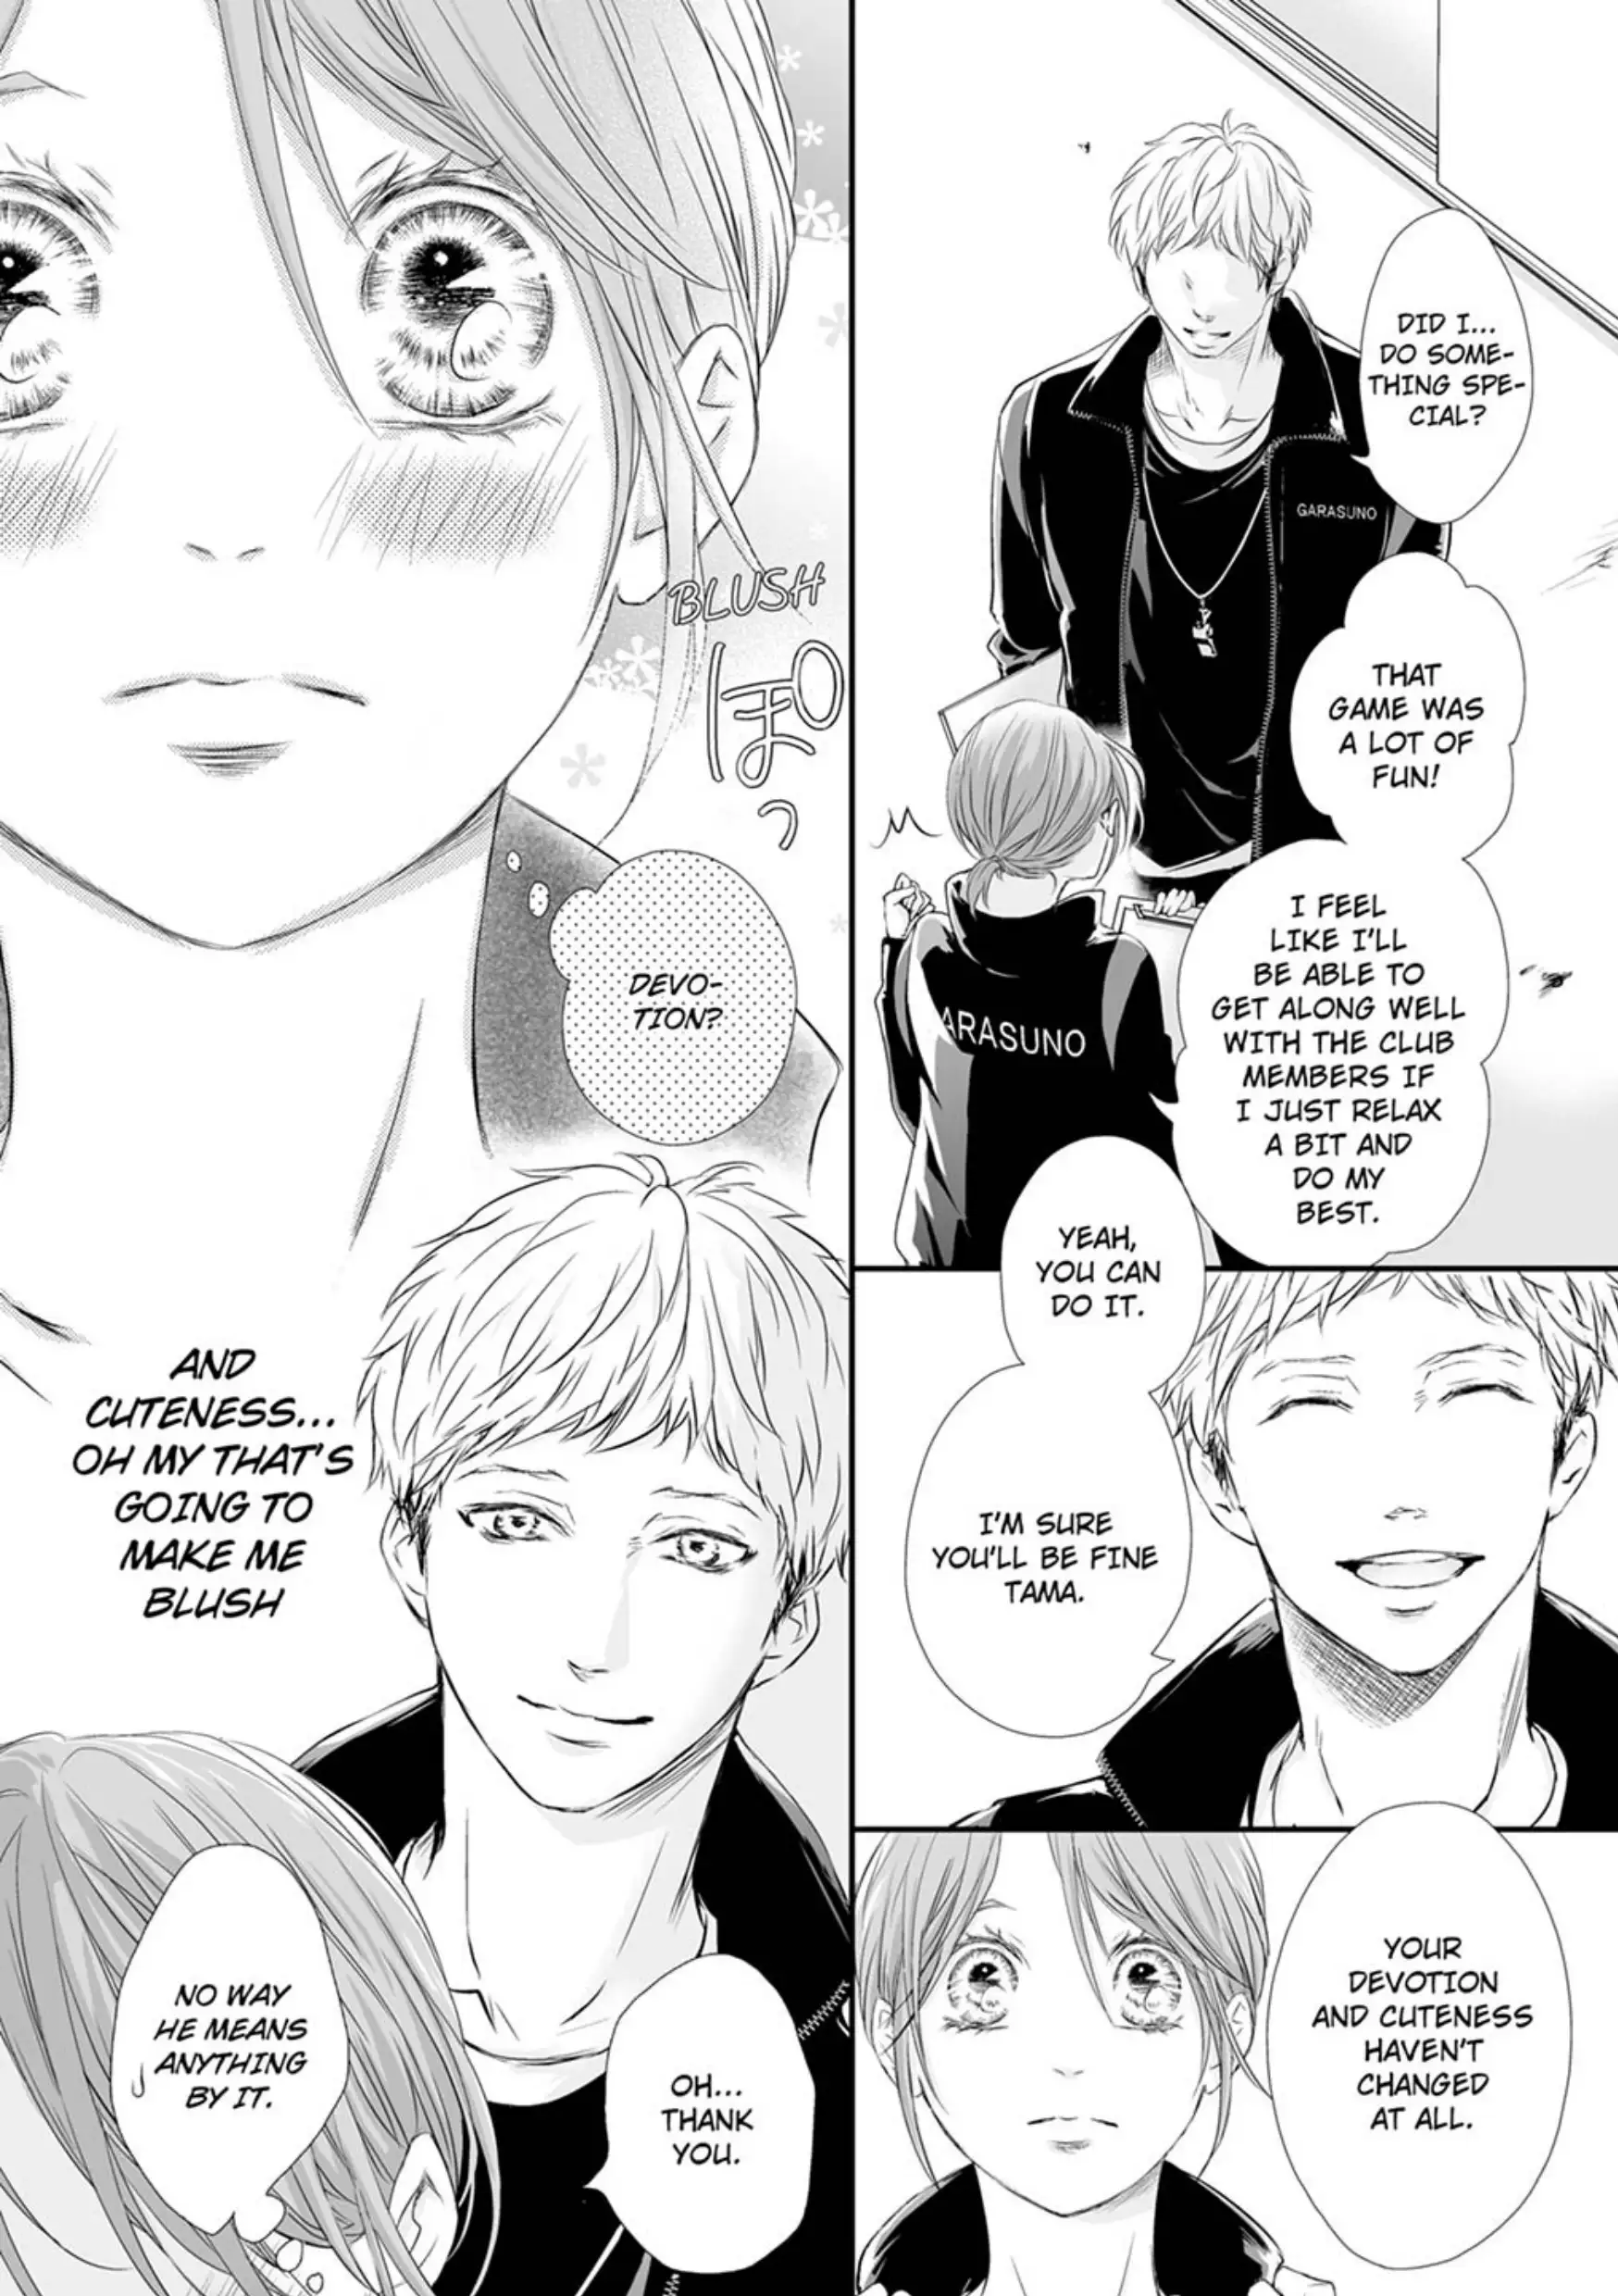 DID I...
DO SOME-
THING SPE-
CIAL?
GARASUNO
THAT
GAME WAS
A LOT OF
FUN!
I FEEL
LIKE I'LL
BE ABLE TO
GET ALONG WELL
WITH THE CLUB
MEMBERS IF
I JUST RELAX
A BIT AND
DO MY
BEST.
ARASUNO
YEAH,
YOU CAN
DO IT.
I'M SURE
YOU'LL BE FINE
TAMA.
YOUR
DEVOTION
AND CUTENESS
HAVEN'T
CHANGED
AT ALL.
BLUSH
ぽっ
DEVO-
TION?
AND
CUTENESS...
OH MY THAT'S
GOING TO
MAKE ME
BLUSH
OH...
THANK
YOU.
NO WAY
HE MEANS
ANYTHING
BY IT.